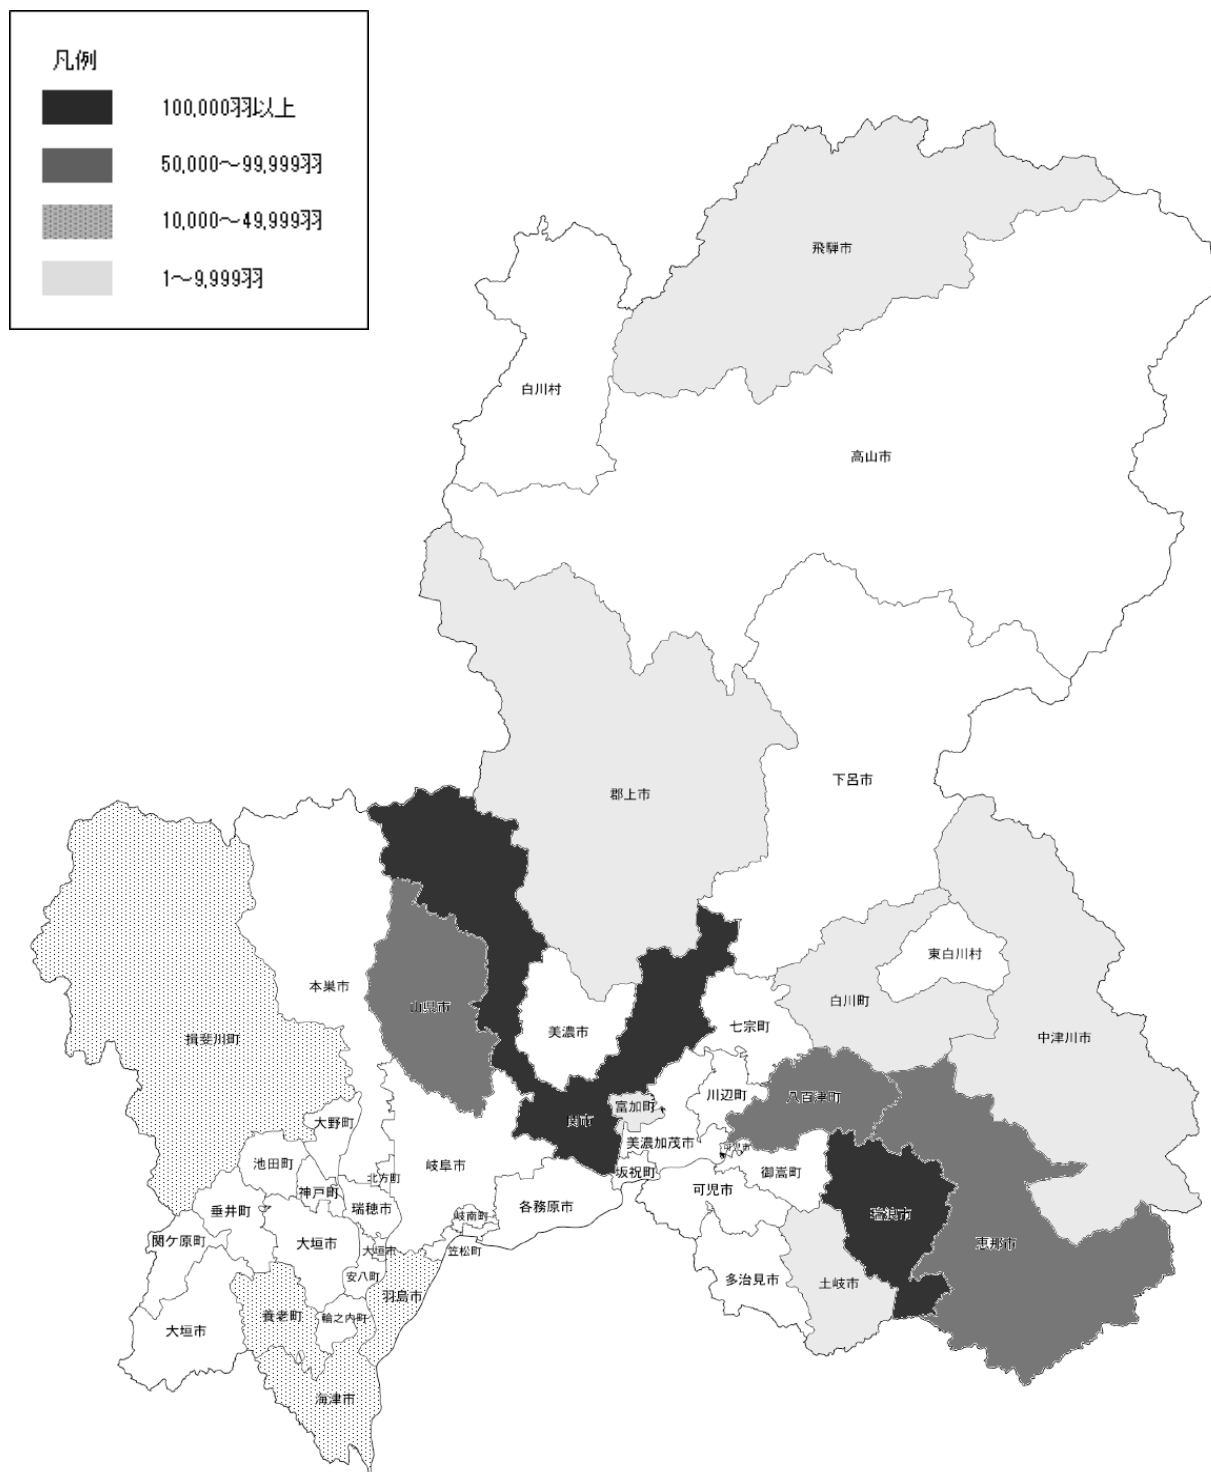 凡例
100,000羽以上
50,000～99,999羽
10,000～49,999羽
1～9,999羽
飛騨市
白川村
高山市
下呂市
郡上市
東白川村
本巣市
山県市
白川町
美濃市
七宗町
中津川市
揖斐川町
川辺町
八百津町
富加町
大野町
関市
美濃加茂市
池田町
岐阜市
坂祝町
御嵩町
北方町
神戸町
可児市
瑞穂市
各務原市
垂井町
岐南町
瑞浪市
関ケ原町
大垣市
大垣市
笠松町
恵那市
安八町
多治見市
土岐市
羽島市
養老町
輪之内町
大垣市
海津市